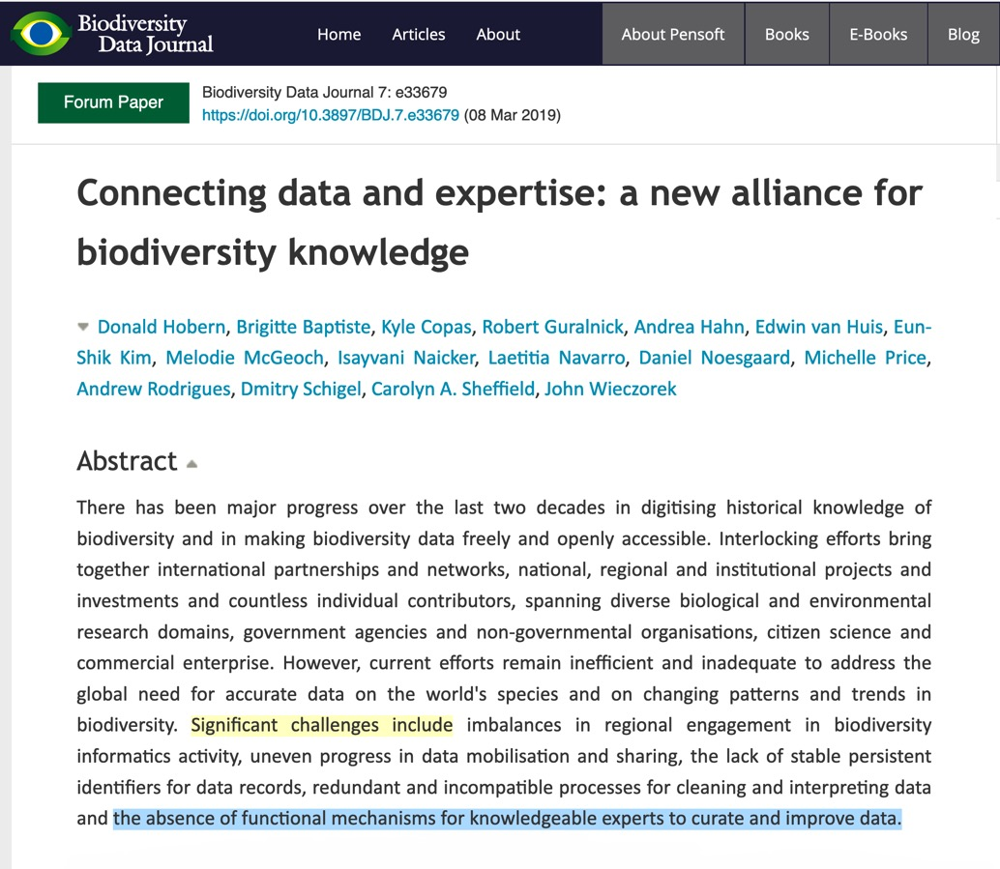 Biodiversity
Data Journal
Home Articles About About Pensoft Books E-Books Blog
Forum Paper
Biodiversity Data Journal 7: e33679
https://doi.org/10.3897/BDJ.7.e33679 (08 Mar 2019)
Connecting data and expertise: a new alliance for
biodiversity knowledge
Donald Hobern, Brigitte Baptiste, Kyle Copas, Robert Guralnick, Andrea Hahn, Edwin van Huis, Eun-
Shik Kim, Melodie McGeoch, Isayvani Naicker, Laetitia Navarro, Daniel Noesgaard, Michelle Price,
Andrew Rodrigues, Dmitry Schigel, Carolyn A. Sheffield, John Wieczorek
Abstract
There has been major progress over the last two decades in digitising historical knowledge of
biodiversity and in making biodiversity data freely and openly accessible. Interlocking efforts bring
together international partnerships and networks, national, regional and institutional projects and
investments and countless individual contributors, spanning diverse biological and environmental
research domains, government agencies and non-governmental organisations, citizen science and
commercial enterprise. However, current efforts remain inefficient and inadequate to address the
global need for accurate data on the world's species and on changing patterns and trends in
biodiversity. Significant challenges include imbalances in regional engagement in biodiversity
informatics activity, uneven progress in data mobilisation and sharing, the lack of stable persistent
identifiers for data records, redundant and incompatible processes for cleaning and interpreting data
and the absence of functional mechanisms for knowledgeable experts to curate and improve data.